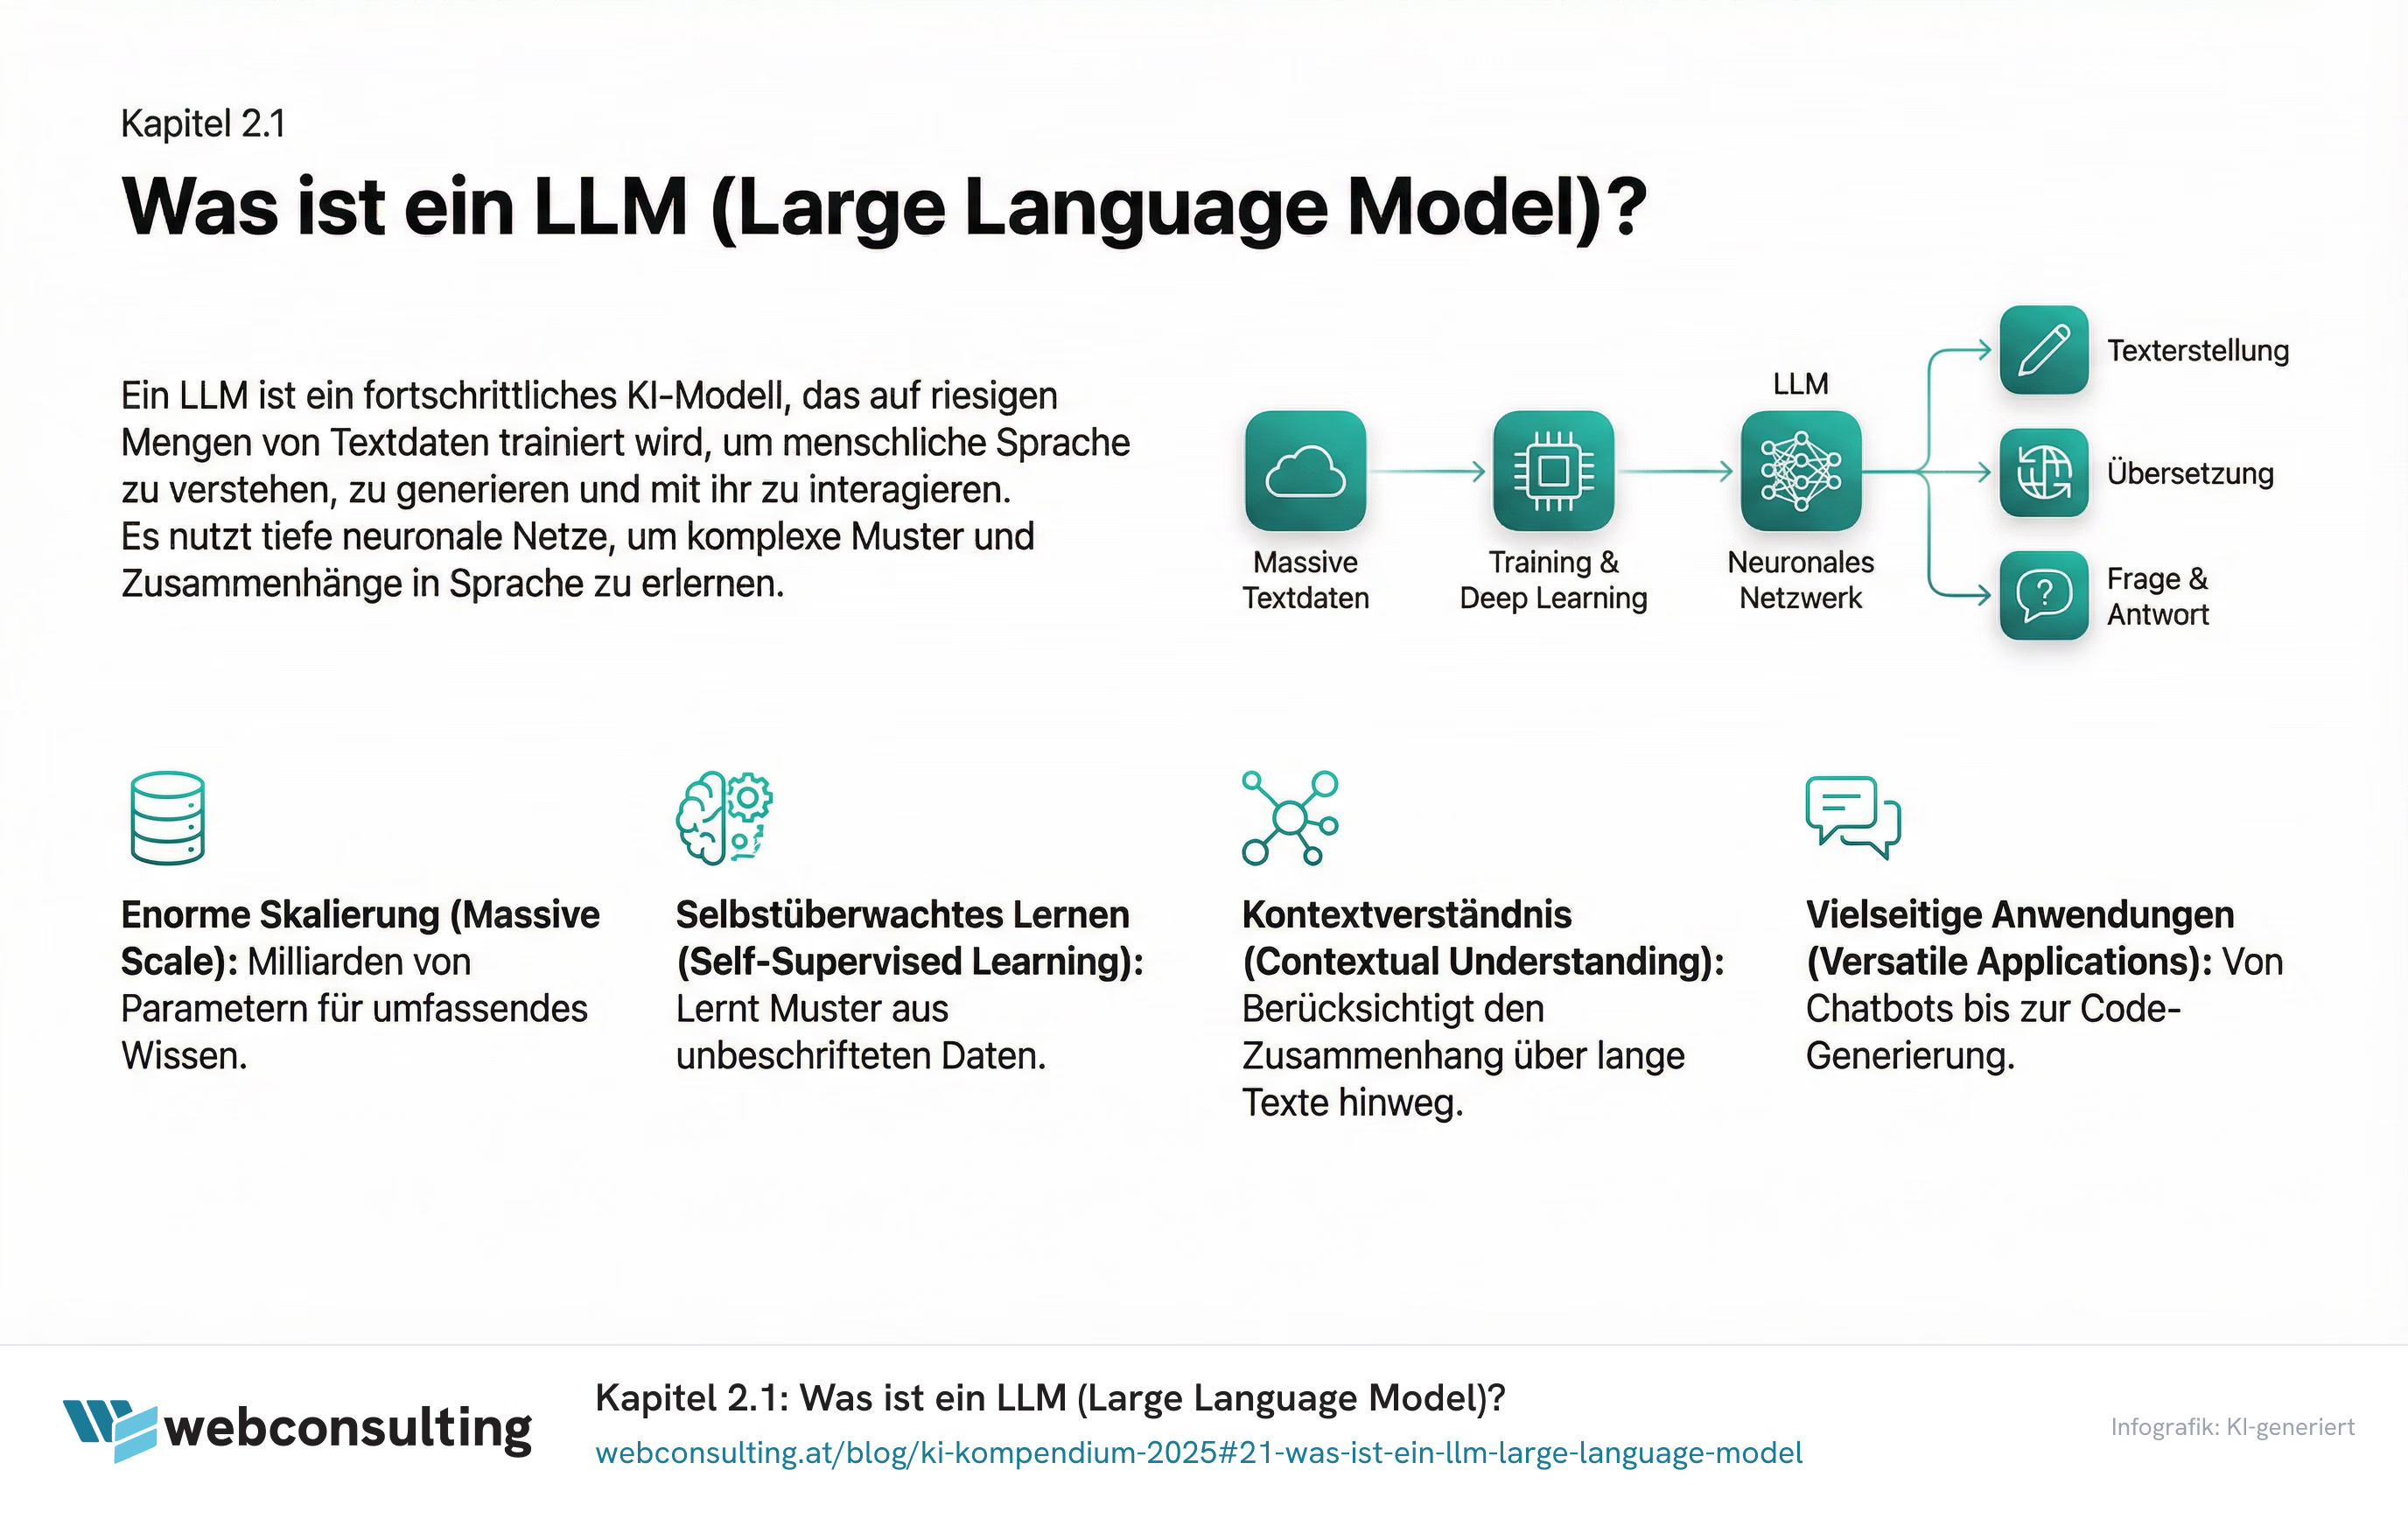 Kapitel 2.1
Was ist ein LLM (Large Language Model)?
Ein LLM ist ein fortschrittliches KI-Modell, das auf riesigen
Mengen von Textdaten trainiert wird, um menschliche Sprache
zu verstehen, zu generieren und mit ihr zu interagieren.
Es nutzt tiefe neuronale Netze, um komplexe Muster und
Zusammenhänge in Sprache zu erlernen.
Massive
Textdaten
Training &
Deep Learning
LLM
Neuronales
Netzwerk
Texterstellung
Übersetzung
?
Frage &
Antwort
Enorme Skalierung (Massive
Scale): Milliarden von
Parametern für umfassendes
Wissen.
Selbstüberwachtes Lernen
(Self-Supervised Learning):
Lernt Muster aus
unbeschrifteten Daten.
Kontextverständnis
(Contextual Understanding):
Berücksichtigt den
Zusammenhang über lange
Texte hinweg.
Vielseitige Anwendungen
(Versatile Applications): Von
Chatbots bis zur Code-
Generierung.
webconsulting
Kapitel 2.1: Was ist ein LLM (Large Language Model)?
webconsulting.at/blog/ki-kompendium-2025#21-was-ist-ein-llm-large-language-model
Infografik: KI-generiert